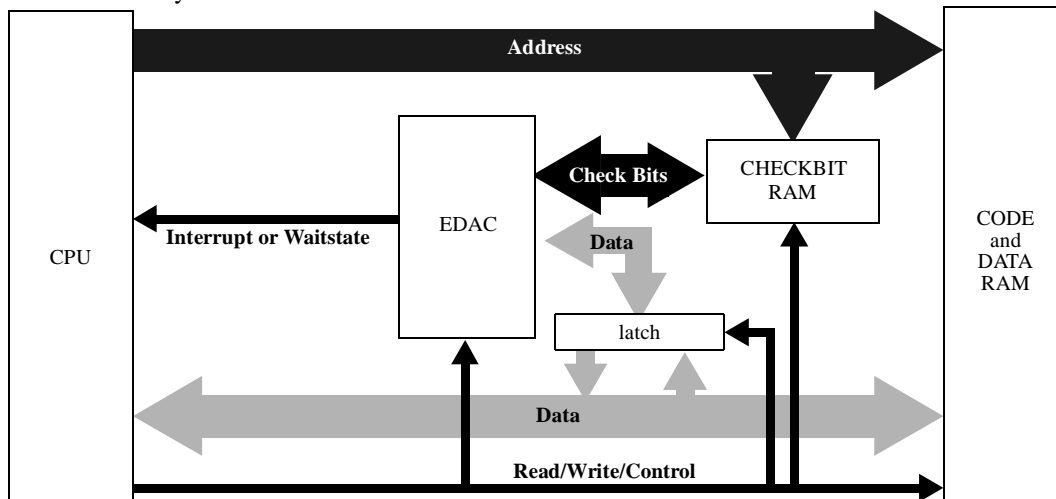 Address
CHECKBIT
RAM
Check Bits
EDAC
CPU
Interrupt or Waitstate
Data
CODE
and
DATA
RAM
latch
Data
Read/Write/Control